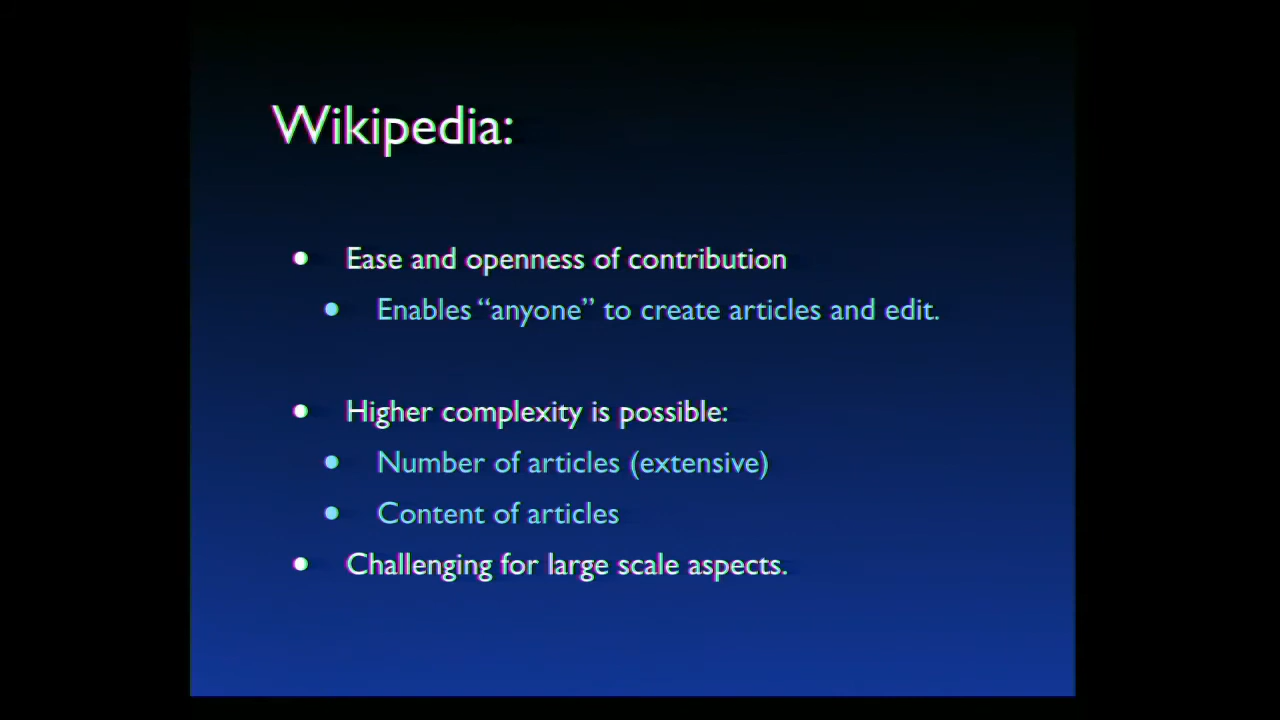 Wikipedia:
• Ease and openness of contribution
• Enables “anyone” to create articles and edit.
• Higher complexity is possible:
• Number of articles (extensive)
• Content of articles
• Challenging for large scale aspects.